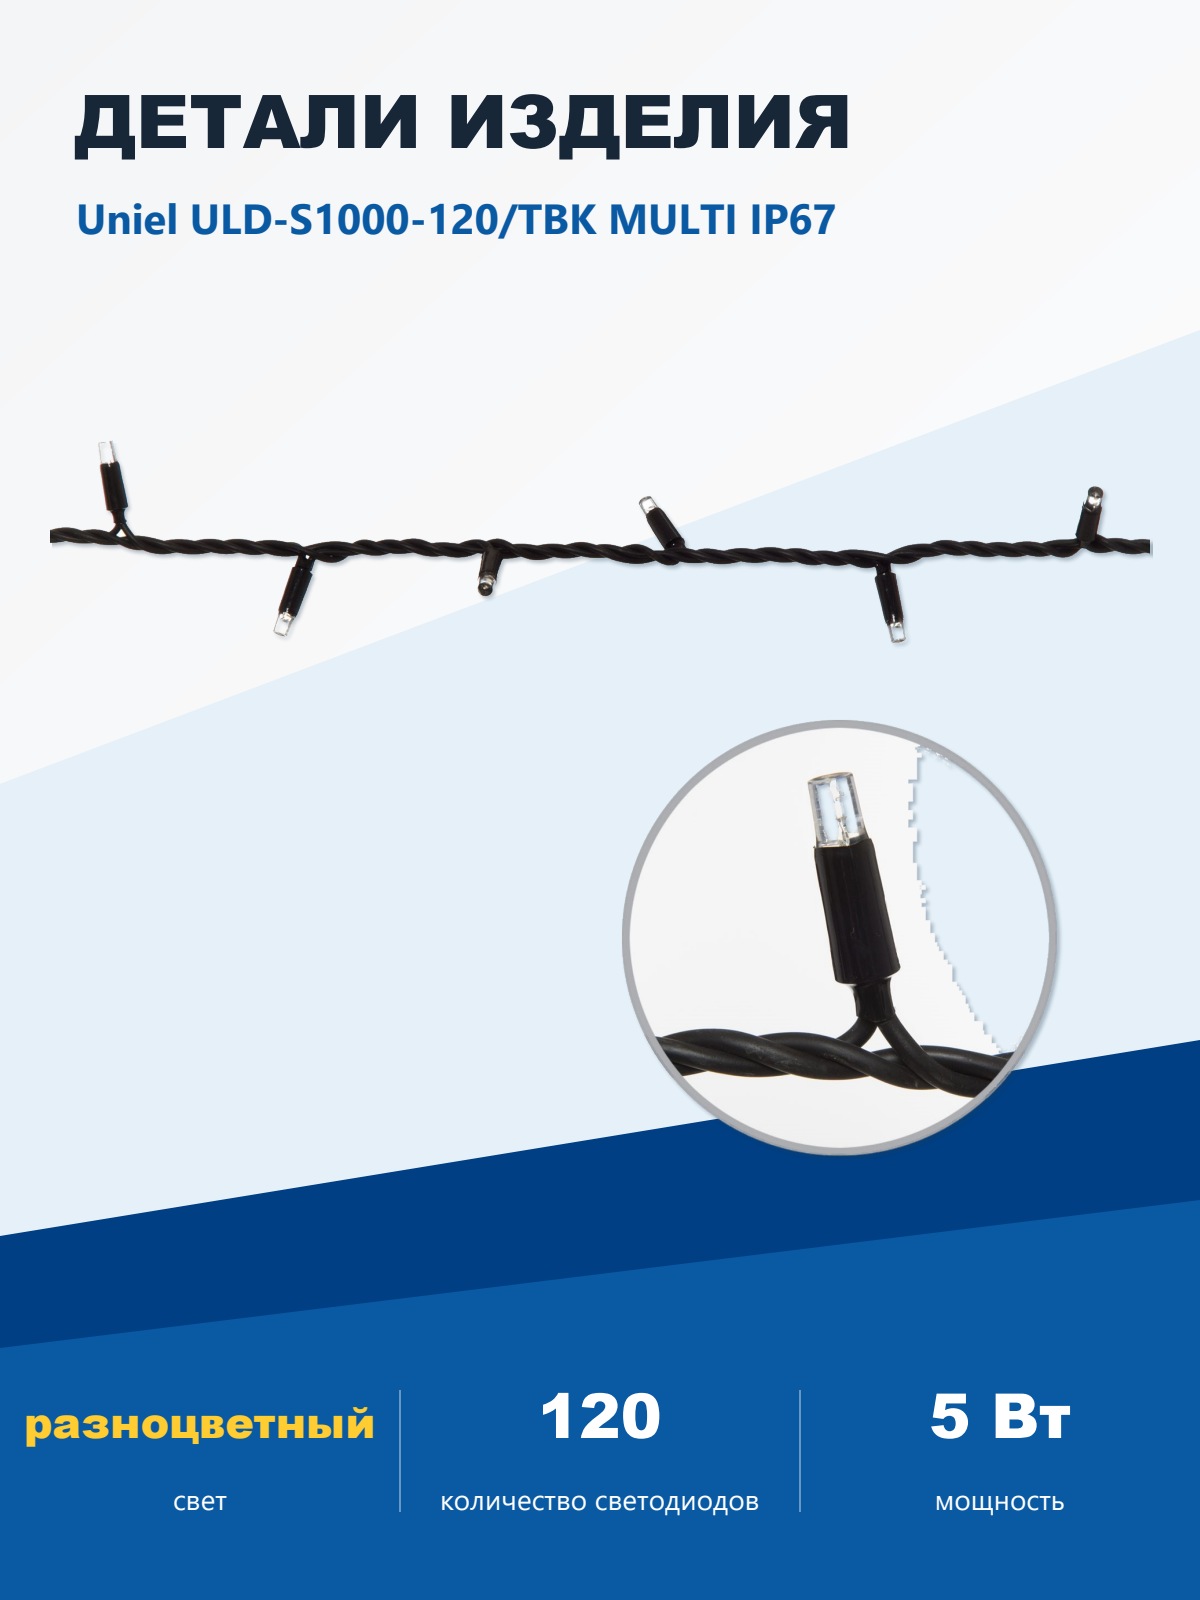 ДЕТАЛИ ИЗДЕЛИЯ
Uniel ULD-S1000-120/TBK MULTI IP67
разноцветный
свет
120
количество светодиодов
5 Вт
мощность